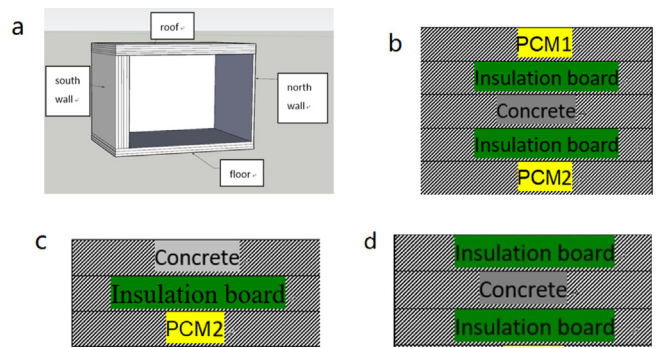 a
roof
south
wall
north
wall
floor
b
PCM1
Insulation board
Concrete
Insulation board
PCM2
c
Concrete
Insulation board
PCM2
d
Insulation board
Concrete
Insulation board